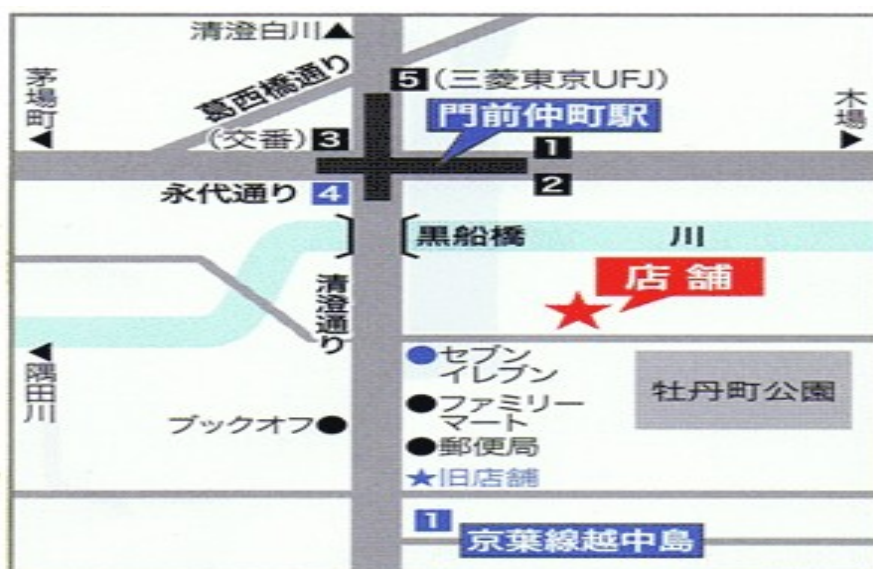 清澄白川▲
葛西橋通り
5(三菱東京UFJ)
茅場町
◀
木場
▶
門前仲町駅
(交番)3
1
2
永代通り 4
黒船橋
川
店舗
清澄通り
◀
隅田川
●セブン
イレブン
牡丹町公園
●ファミリー
マート
ブックオフ●
●郵便局
★旧店舗
1
京葉線越中島